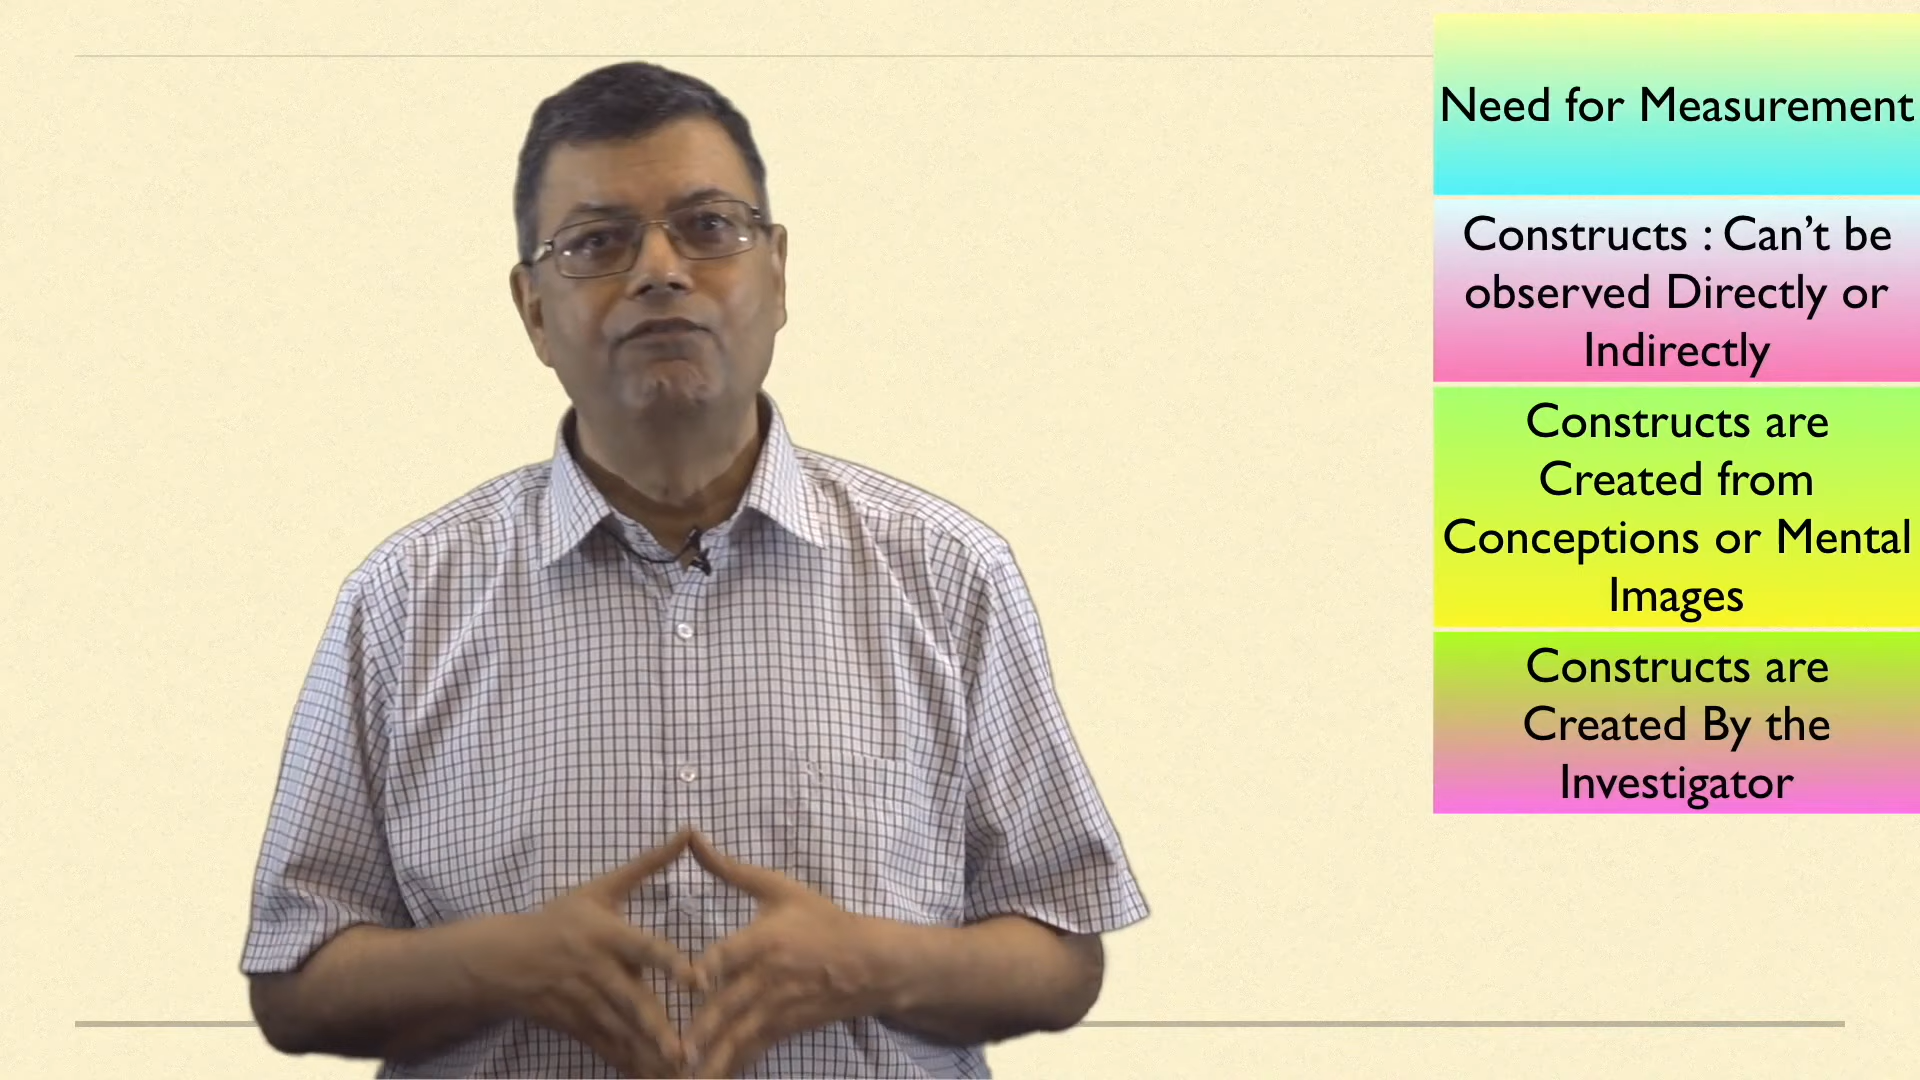 Need for Measurement
Constructs : Can’t be
observed Directly or
Indirectly
Constructs are
Created from
Conceptions or Mental
Images
Constructs are
Created By the
Investigator